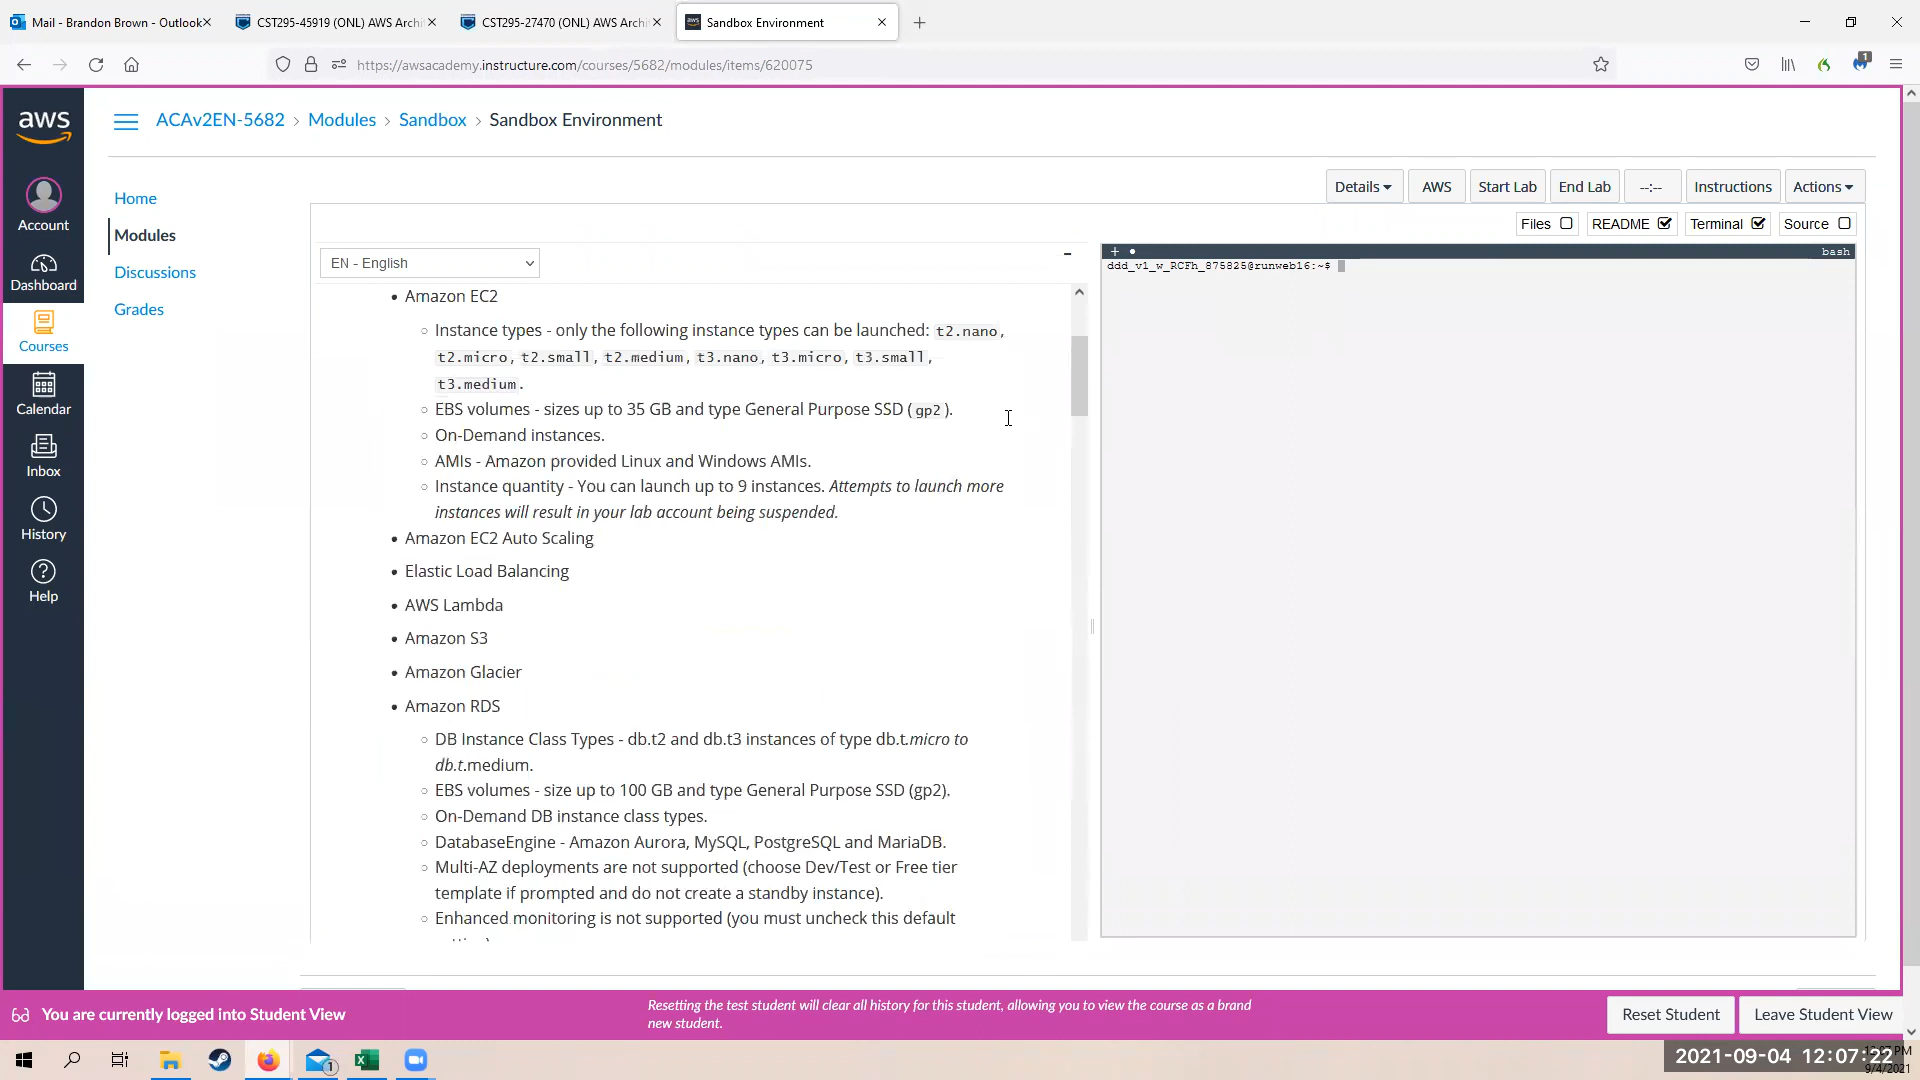 Mail - Brandon Brown - Outlook
CST295-45919 (ONL) AWS Archi
CST295-27470 (ONL) AWS Archi
aws
Sandbox Environment
https://awsacademy.instructure.com/courses/5682/modules/items/620075
1
aws
ACAv2EN-5682 > Modules > Sandbox > Sandbox Environment
Account
Dashboard
Courses
Calendar
Inbox
History
Help
Home
Modules
Discussions
Grades
Details
AWS
Start Lab
End Lab
--:--
Instructions
Actions
Files
README
Terminal
Source
EN - English
bash
ddd_v1_w_RCFh_875825@runweb16:~$
• Amazon EC2
○ Instance types - only the following instance types can be launched: t2.nano,
t2.micro, t2.small, t2.medium, t3.nano, t3.micro, t3.small,
t3.medium.
○ EBS volumes - sizes up to 35 GB and type General Purpose SSD (gp2).
○ On-Demand instances.
○ AMIs - Amazon provided Linux and Windows AMIs.
○ Instance quantity - You can launch up to 9 instances. Attempts to launch more
instances will result in your lab account being suspended.
• Amazon EC2 Auto Scaling
• Elastic Load Balancing
• AWS Lambda
• Amazon S3
• Amazon Glacier
• Amazon RDS
○ DB Instance Class Types - db.t2 and db.t3 instances of type db.t.micro to
db.t.medium.
○ EBS volumes - size up to 100 GB and type General Purpose SSD (gp2).
○ On-Demand DB instance class types.
○ DatabaseEngine - Amazon Aurora, MySQL, PostgreSQL and MariaDB.
○ Multi-AZ deployments are not supported (choose Dev/Test or Free tier
template if prompted and do not create a standby instance).
○ Enhanced monitoring is not supported (you must uncheck this default
You are currently logged into Student View
Resetting the test student will clear all history for this student, allowing you to view the course as a brand
new student.
Reset Student
Leave Student View
1
2021-09-04 12:07:22
PM
9/4/2021